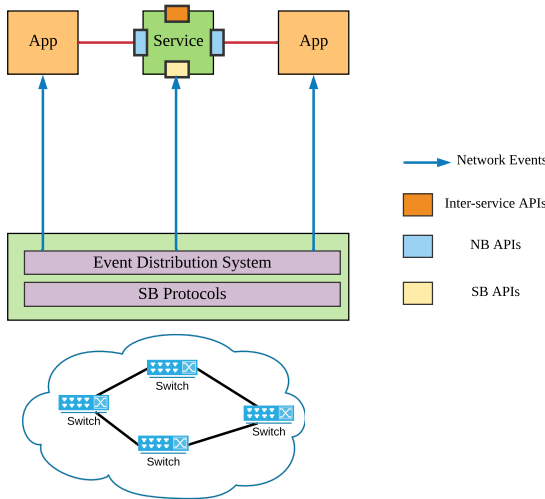 App
Service
App
Network Events
Inter-service APIs
NB APIs
SB APIs
Event Distribution System
SB Protocols
Switch
Switch
Switch
Switch